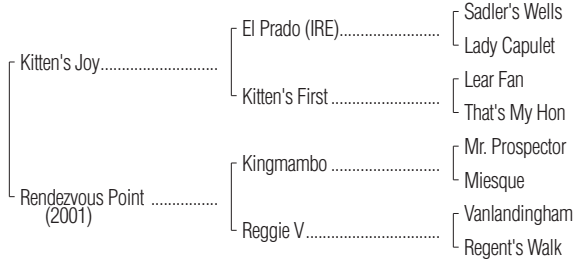 Sadler's Wells
El Prado (IRE)..........................
Lady Capulet
Kitten's Joy.............................
Lear Fan
Kitten's First ............................
That's My Hon
Mr. Prospector
Kingmambo ............................
Miesque
Rendezvous Point .................
(2001)
Vanlandingham
Reggie V..................................
Regent's Walk